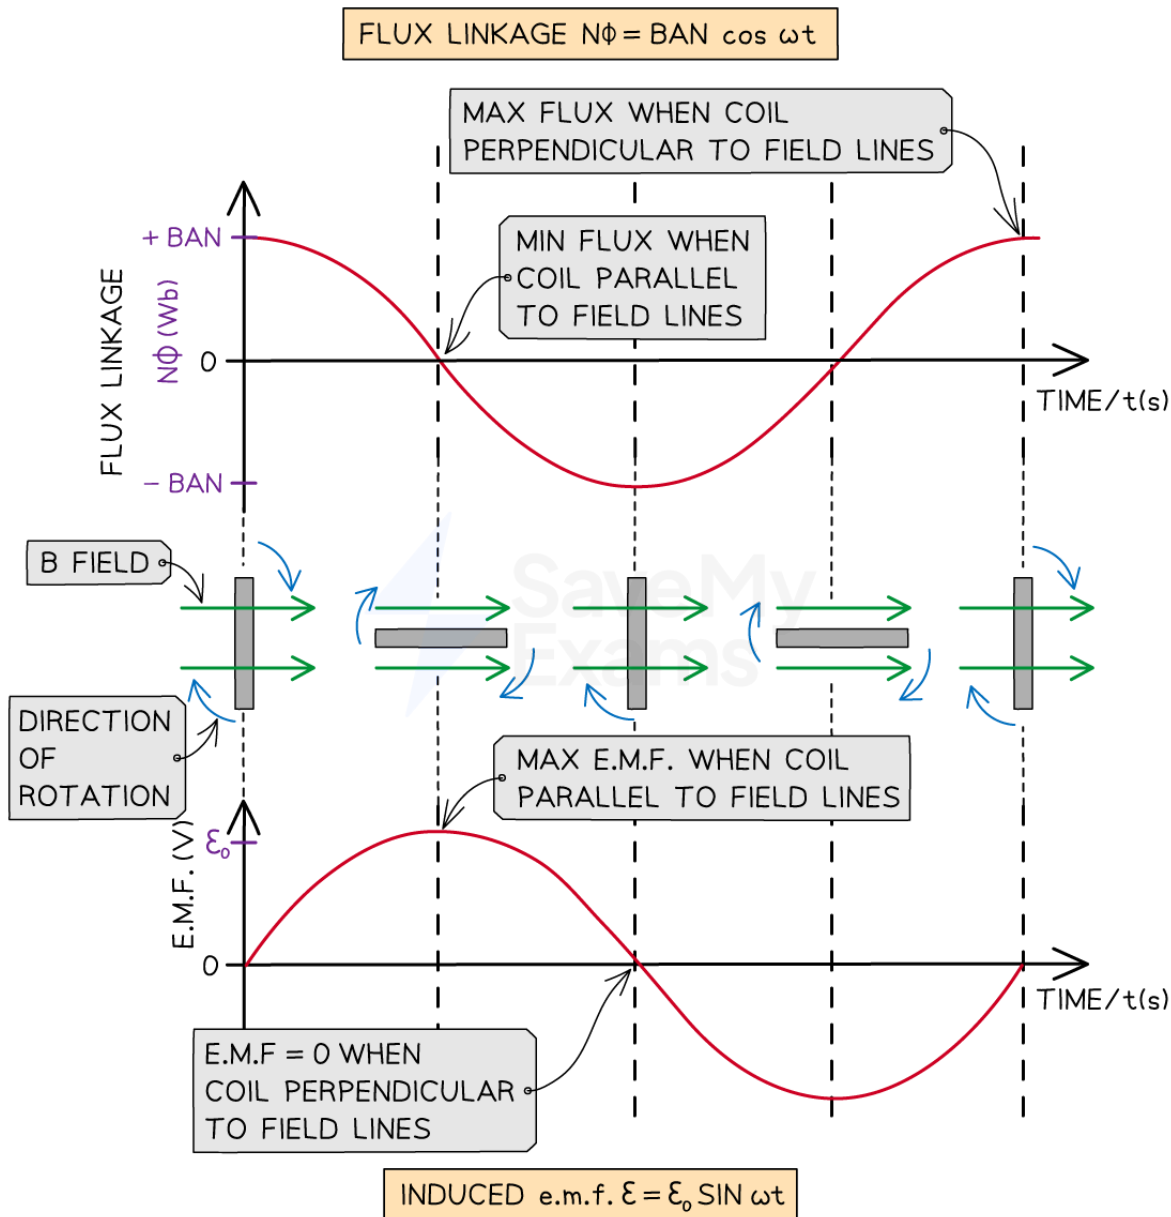 FLUX LINKAGE NΦ = BAN cos ωt
MAX FLUX WHEN COIL
PERPENDICULAR TO FIELD LINES
+ BAN
MIN FLUX WHEN
COIL PARALLEL
TO FIELD LINES
FLUX LINKAGE
NΦ (Wb)
0
TIME/t(s)
- BAN
B FIELD
SaveMy
Exams
DIRECTION
OF
ROTATION
MAX E.M.F. WHEN COIL
PARALLEL TO FIELD LINES
E.M.F. (V)
ε₀
0
TIME/t(s)
E.M.F = 0 WHEN
COIL PERPENDICULAR
TO FIELD LINES
INDUCED e.m.f. ε = ε₀ SIN ωt